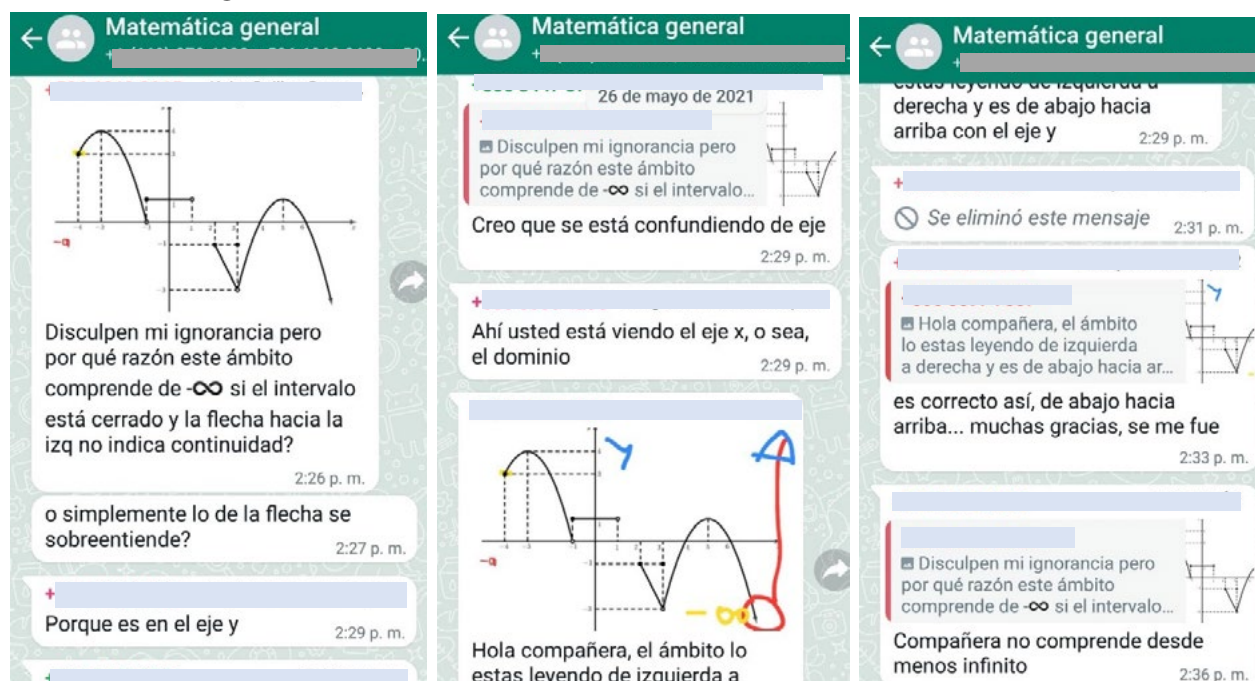 Matemática general
Disculpen mi ignorancia pero
por qué razón este ámbito
comprende de -∞ si el intervalo
está cerrado y la flecha hacia la
izq no indica continuidad?
2:26 p. m.
o simplemente lo de la flecha se
sobreentiende?
2:27 p. m.
Porque es en el eje y
2:29 p. m.
Matemática general
26 de mayo de 2021
Disculpen mi ignorancia pero
por qué razón este ámbito
comprende de -∞ si el intervalo...
Creo que se está confundiendo de eje
2:29 p. m.
Ahí usted está viendo el eje x, o sea,
el dominio
2:29 p. m.
y
-∞
Hola compañera, el ámbito lo
estas leyendo de izquierda a
Matemática general
estas leyendo de izquierda a
derecha y es de abajo hacia
arriba con el eje y
2:29 p. m.
Se eliminó este mensaje
2:31 p. m.
Hola compañera, el ámbito
lo estas leyendo de izquierda
a derecha y es de abajo hacia ar...
es correcto así, de abajo hacia
arriba... muchas gracias, se me fue
2:33 p. m.
Disculpen mi ignorancia pero
por qué razón este ámbito
comprende de -∞ si el intervalo...
Compañera no comprende desde
menos infinito
2:36 p. m.